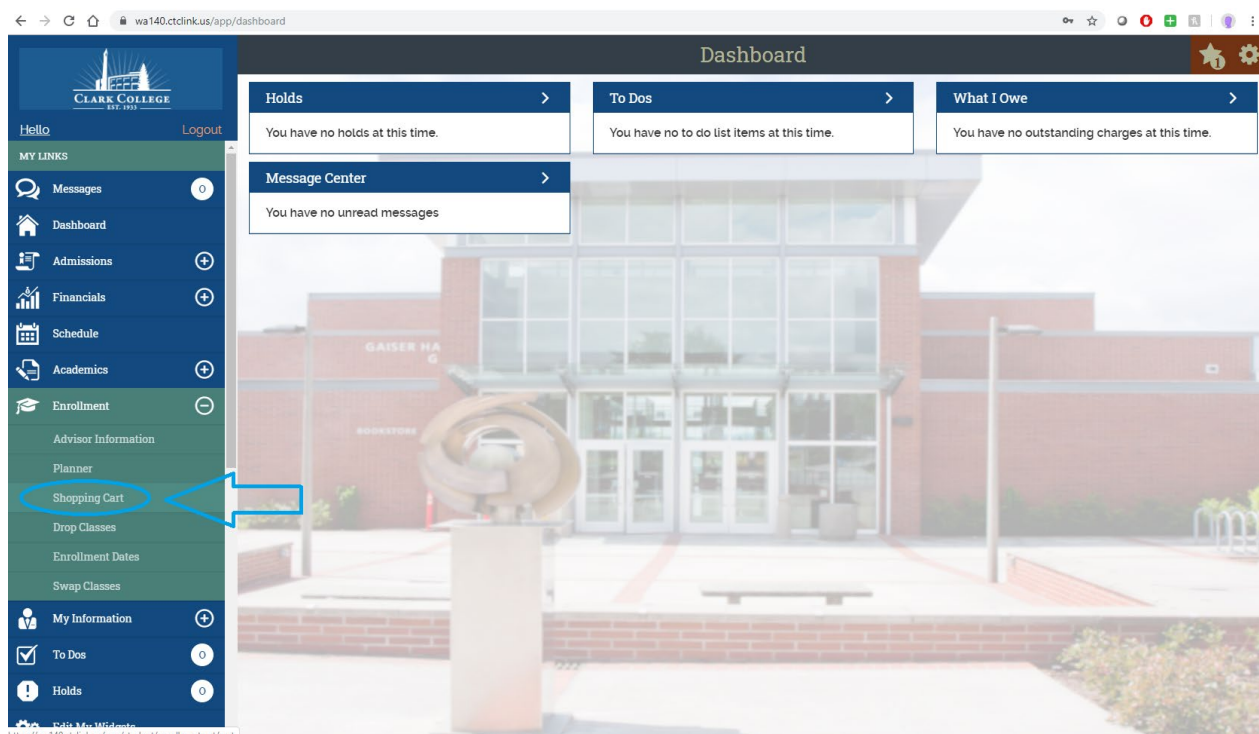 wa140.ctclink.us/app/dashboard
CLARK COLLEGE
EST. 1933
Hello
Logout
MY LINKS
Messages
0
Dashboard
Admissions
Financials
Schedule
Academics
Enrollment
Advisor Information
Planner
Shopping Cart
Drop Classes
Enrollment Dates
Swap Classes
My Information
To Dos
0
Holds
0
Edit My Widgets
Dashboard
1
Holds
You have no holds at this time.
To Dos
You have no to do list items at this time.
What I Owe
You have no outstanding charges at this time.
Message Center
You have no unread messages
GAISER HA
G
BOOKSTORE